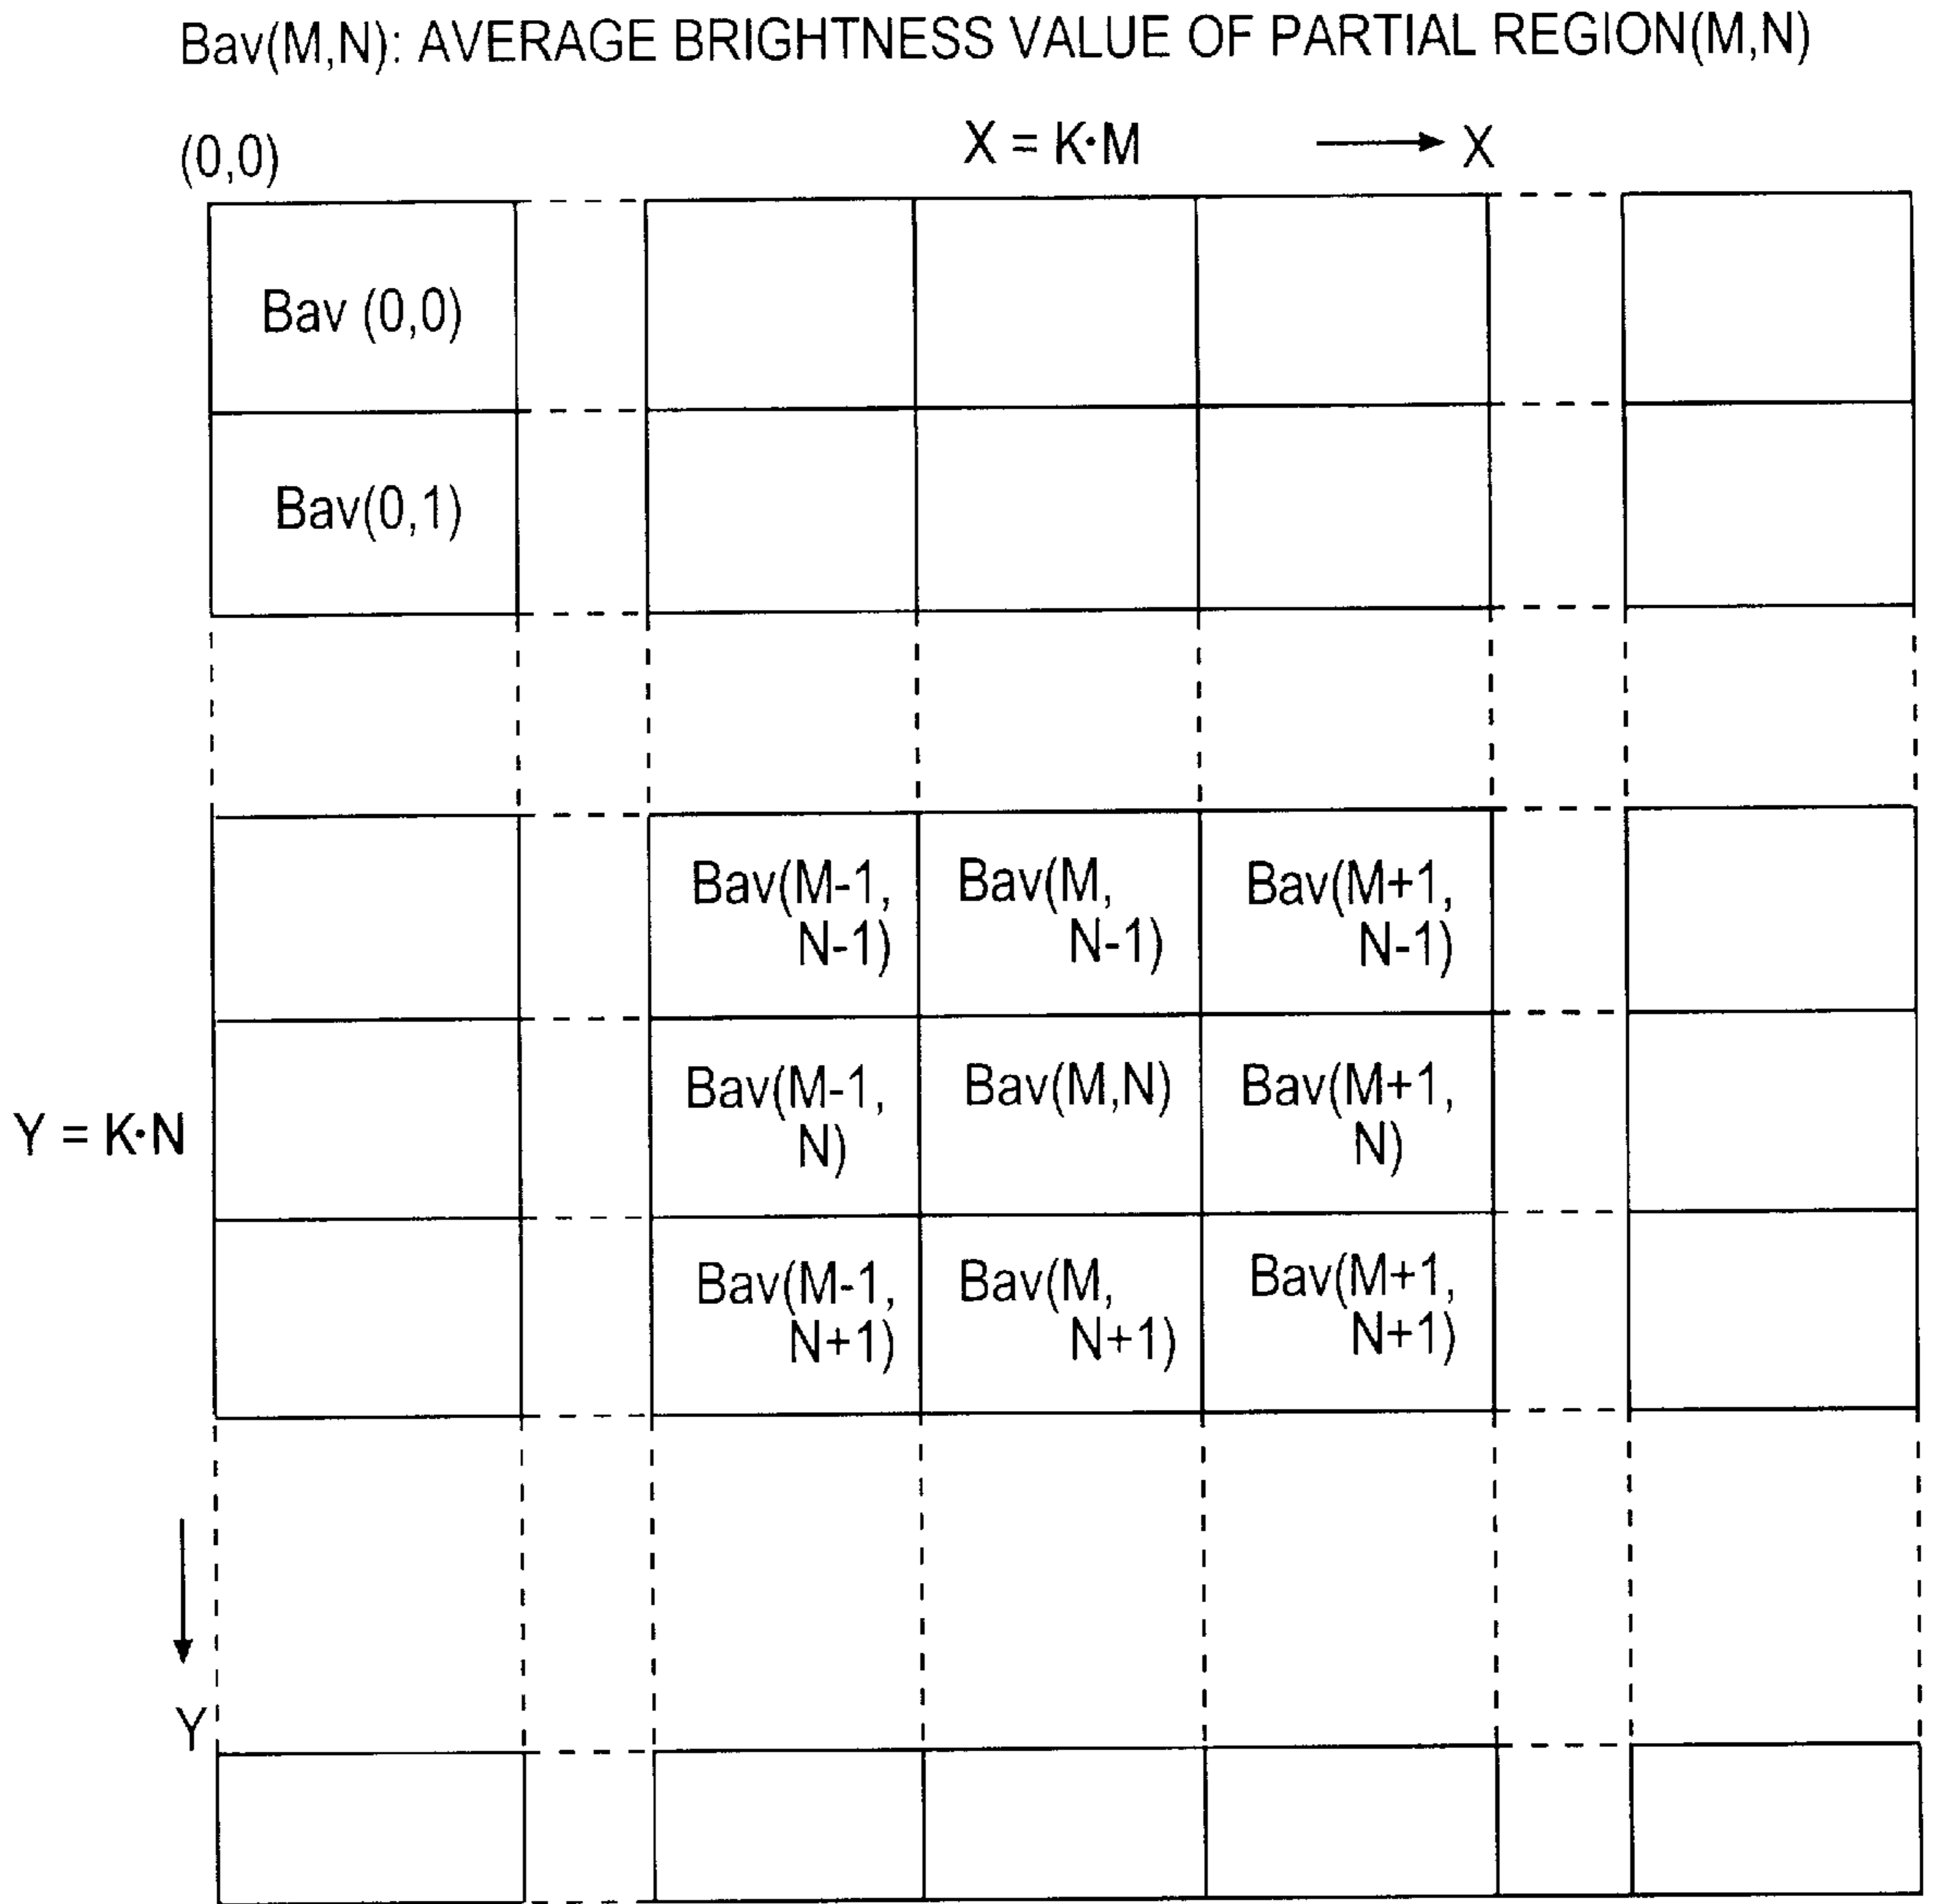 Bav(M,N): AVERAGE BRIGHTNESS VALUE OF PARTIAL REGION(M,N)
(0,0)
X = K·M
X
Bav (0,0)
Bav(0,1)
Bav(M-1,
N-1)
Bav(M,
N-1)
Bav(M+1,
N-1)
Y = K·N
Bav(M-1,
N)
Bav(M,N)
Bav(M+1,
N)
Bav(M-1,
N+1)
Bav(M,
N+1)
Bav(M+1,
N+1)
Y